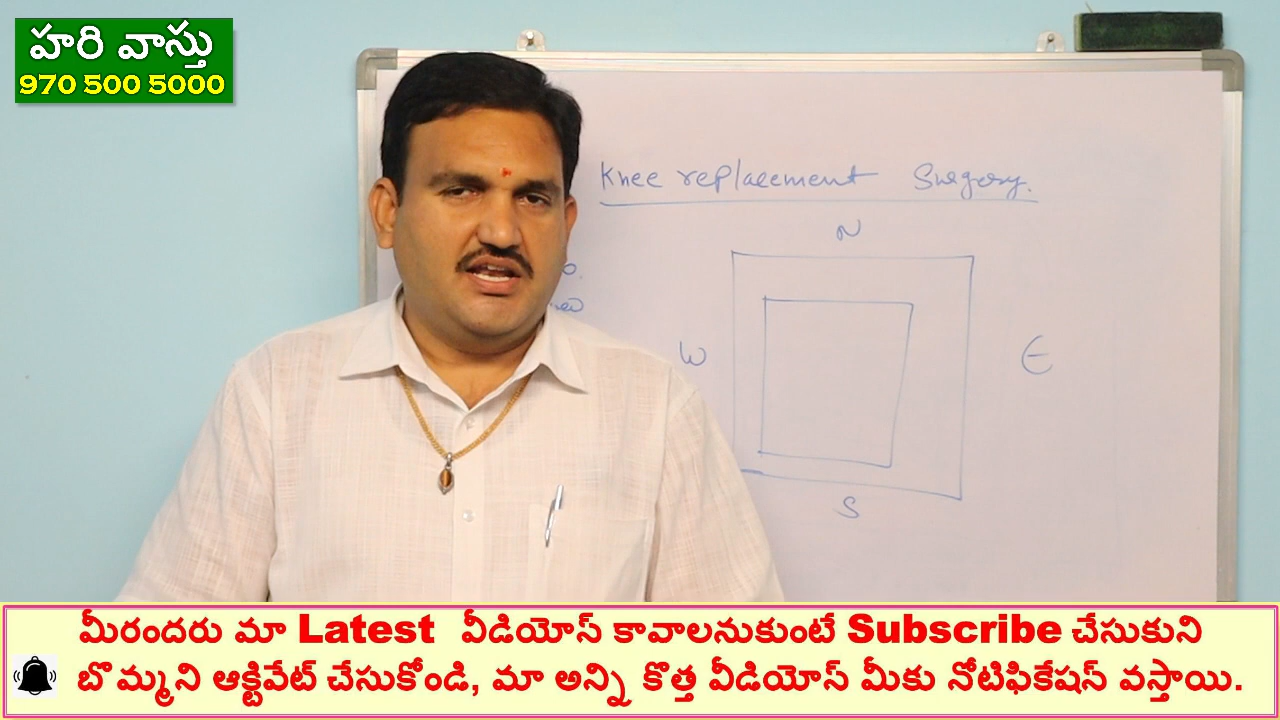 హరి వాస్తు
970 500 5000
Knee replacement Surgery.
N
W
E
S
మీరందరు మా Latest వీడియోస్ కావాలనుకుంటే Subscribe చేసుకుని
బొమ్మని ఆక్టివేట్ చేసుకోండి, మా అన్ని కొత్త వీడియోస్ మీకు నోటిఫికేషన్ వస్తాయి.